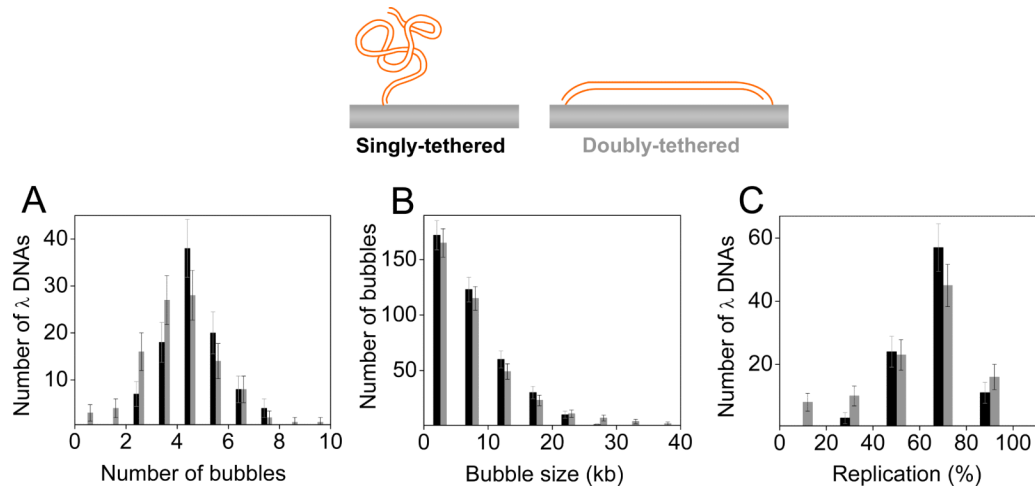 Singly-tethered
Doubly-tethered
A
Number of λ DNAs
40
30
20
10
0
2
4
6
8
10
Number of bubbles
B
Number of bubbles
150
100
50
0
10
20
30
40
Bubble size (kb)
C
Number of λ DNAs
60
40
20
20
40
60
80
100
Replication (%)